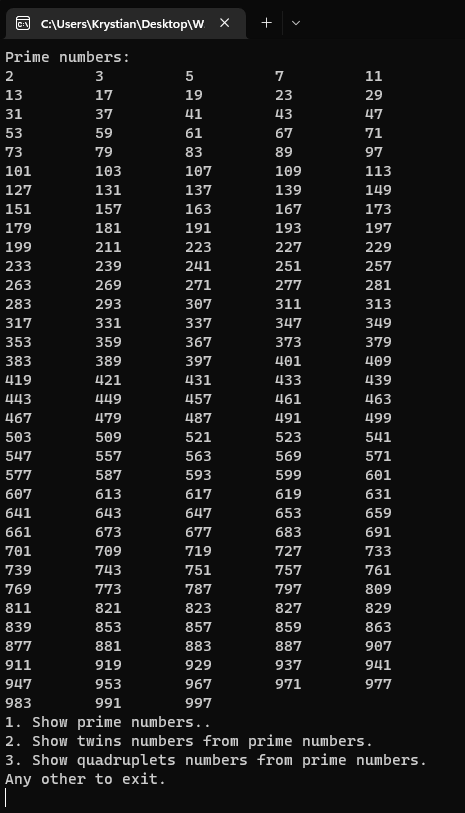 C:\Users\Krystian\Desktop\W
Prime numbers:
2 3 5 7 11
13 17 19 23 29
31 37 41 43 47
53 59 61 67 71
73 79 83 89 97
101 103 107 109 113
127 131 137 139 149
151 157 163 167 173
179 181 191 193 197
199 211 223 227 229
233 239 241 251 257
263 269 271 277 281
283 293 307 311 313
317 331 337 347 349
353 359 367 373 379
383 389 397 401 409
419 421 431 433 439
443 449 457 461 463
467 479 487 491 499
503 509 521 523 541
547 557 563 569 571
577 587 593 599 601
607 613 617 619 631
641 643 647 653 659
661 673 677 683 691
701 709 719 727 733
739 743 751 757 761
769 773 787 797 809
811 821 823 827 829
839 853 857 859 863
877 881 883 887 907
911 919 929 937 941
947 953 967 971 977
983 991 997
1. Show prime numbers..
2. Show twins numbers from prime numbers.
3. Show quadruplets numbers from prime numbers.
Any other to exit.